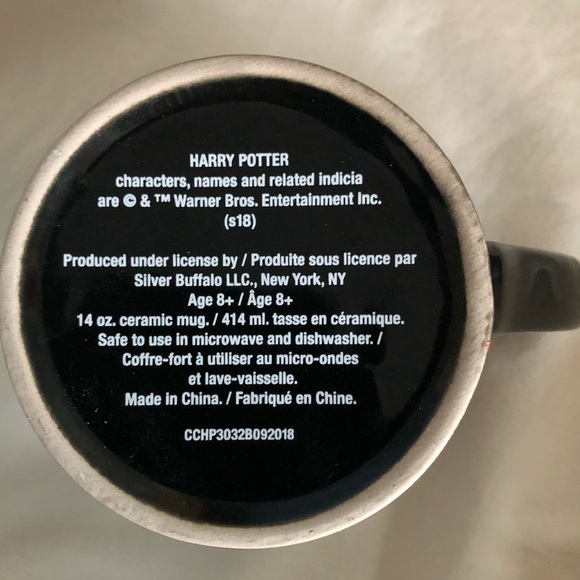 HARRY POTTER
characters, names and related indicia
are © & ™ Warner Bros. Entertainment Inc.
(s18)
Produced under license by / Produite sous licence par
Silver Buffalo LLC., New York, NY
Age 8+ / Âge 8+
14 oz. ceramic mug. / 414 ml. tasse en céramique.
Safe to use in microwave and dishwasher. /
Coffre-fort à utiliser au micro-ondes
et lave-vaisselle.
Made in China. / Fabriqué en Chine.
CCHP3032B092018